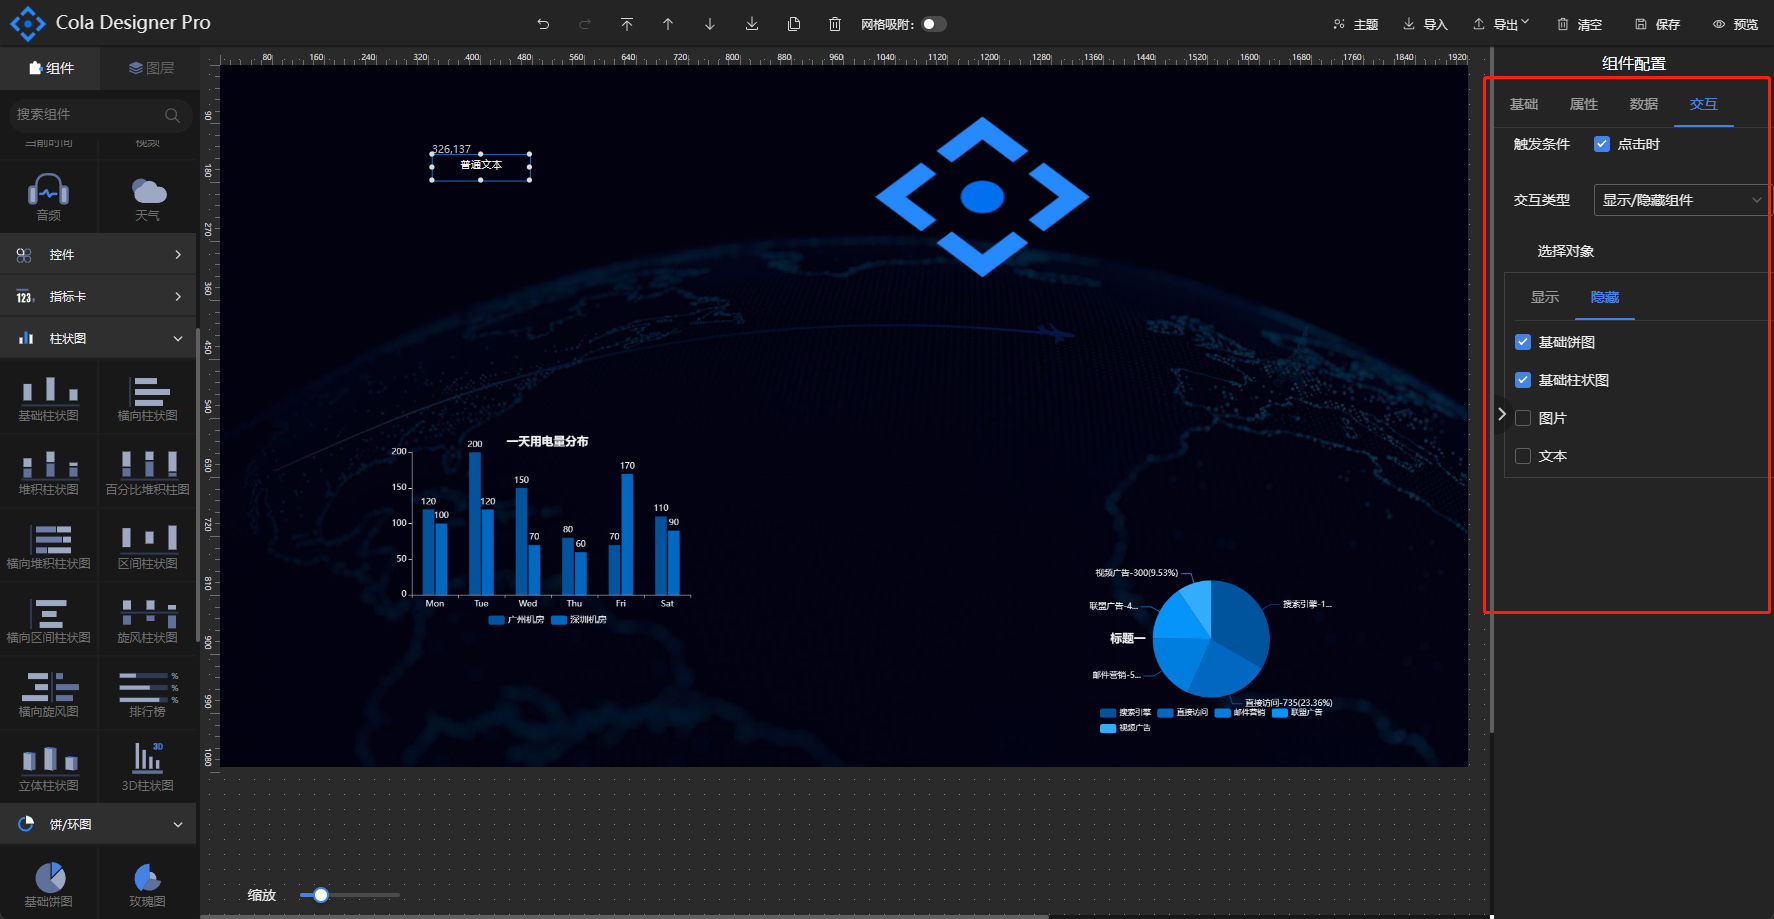 Cola Designer Pro
网格吸附:
主题
导入
导出
清空
保存
预览
组件
图层
搜索组件
当前时间
视频
音频
天气
控件
123.
指标卡
柱状图
基础柱状图
横向柱状图
堆积柱状图
百分比堆积柱图
横向堆积柱状图
区间柱状图
横向区间柱状图
旋风柱状图
横向旋风图
%
%
%
排行榜
立体柱状图
3D
3D柱状图
饼/环图
基础饼图
玫瑰图
80 160 240 320 400 480 560 640 720 800 880 960 1040 1120 1200 1280 1360 1440 1520 1600 1680 1760 1840 1920
90
180
270
360
450
540
630
720
810
900
990
1080
326,137
普通文本
一天用电量分布
200
150
100
50
0
120
100
200
120
150
70
80
60
70
170
110
90
Mon Tue Wed Thu Fri Sat
广州机房 深圳机房
视频广告-300(9.53%)
联盟广告-4...
搜索引擎-1...
标题一
邮件营销-5...
直接访问-735(23.36%)
搜索引擎 直接访问 邮件营销 联盟广告
视频广告
缩放
组件配置
基础 属性 数据 交互
触发条件
点击时
交互类型
显示/隐藏组件
选择对象
显示 隐藏
基础饼图
基础柱状图
图片
文本